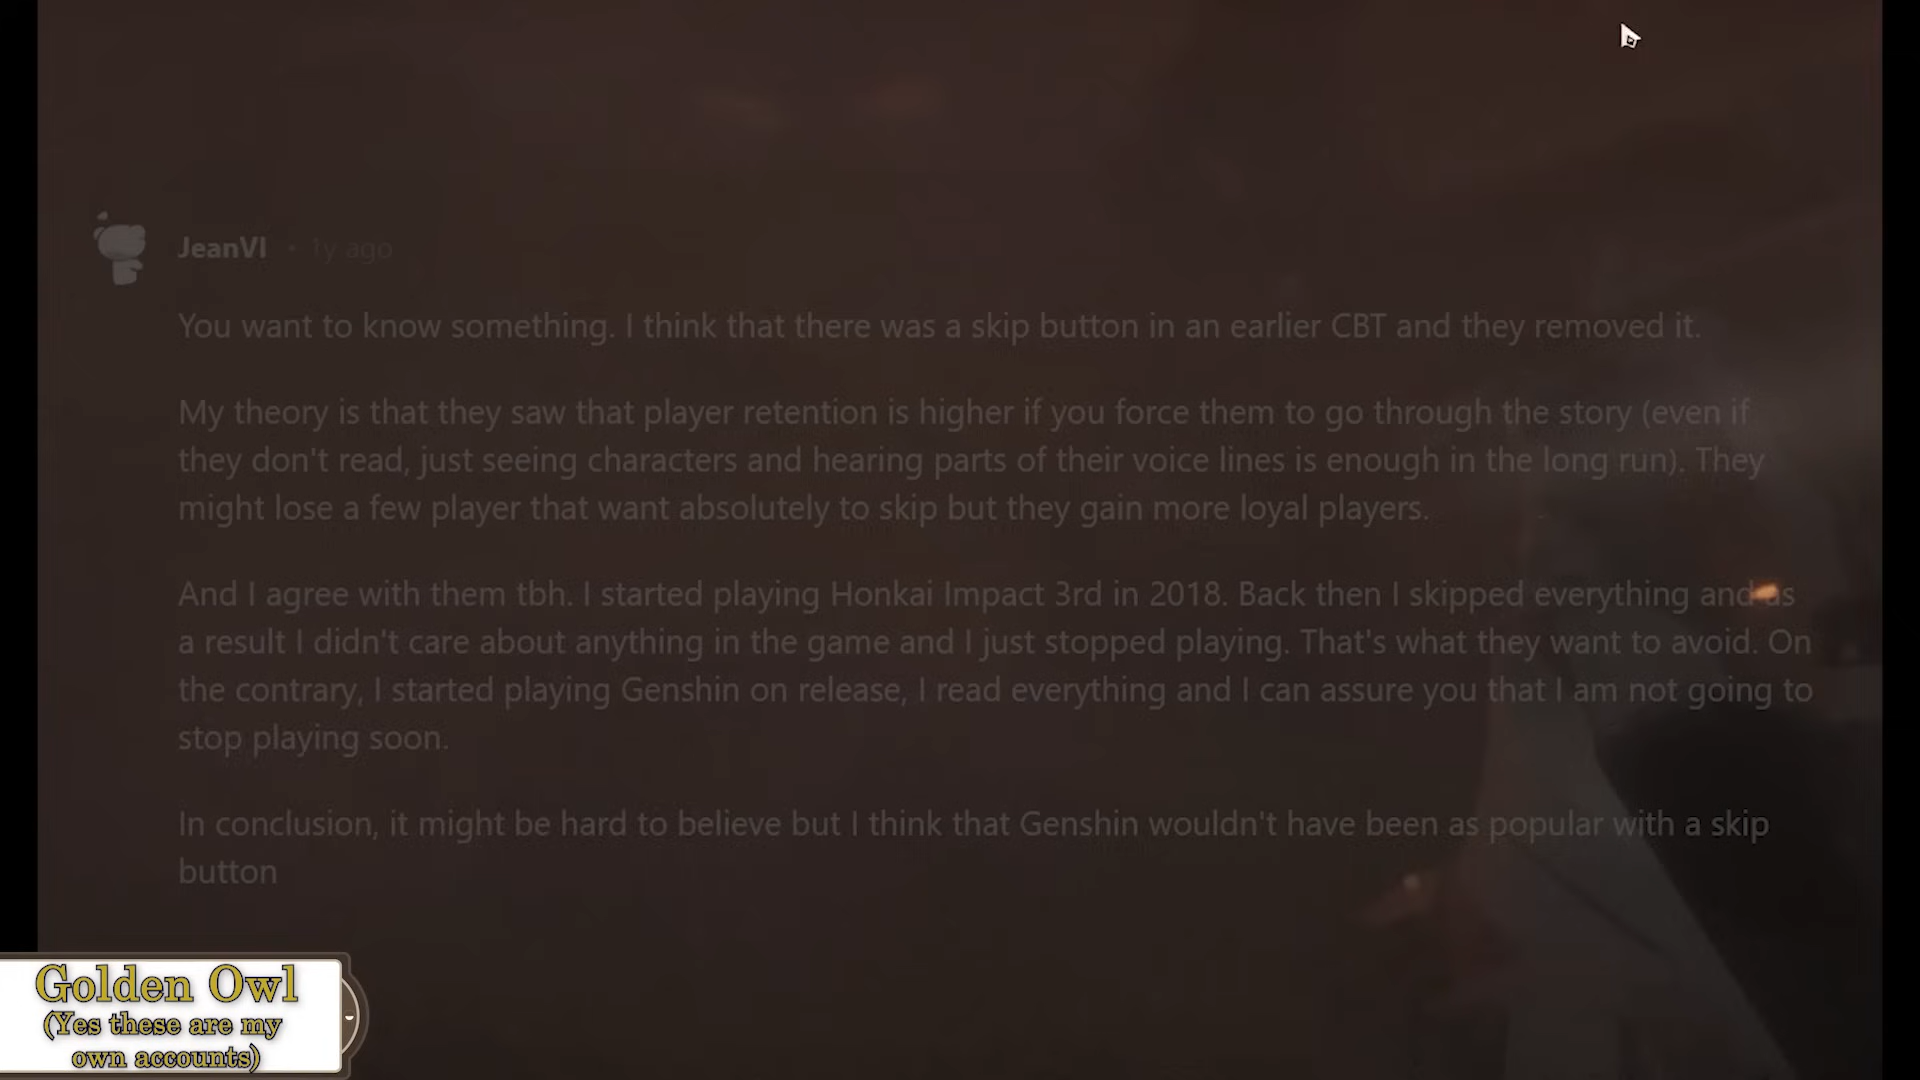 JeanVI • 1y ago
You want to know something. I think that there was a skip button in an earlier CBT and they removed it.
My theory is that they saw that player retention is higher if you force them to go through the story (even if
they don't read, just seeing characters and hearing parts of their voice lines is enough in the long run). They
might lose a few player that want absolutely to skip but they gain more loyal players.
And I agree with them tbh. I started playing Honkai Impact 3rd in 2018. Back then I skipped everything and as
a result I didn't care about anything in the game and I just stopped playing. That's what they want to avoid. On
the contrary, I started playing Genshin on release, I read everything and I can assure you that I am not going to
stop playing soon.
In conclusion, it might be hard to believe but I think that Genshin wouldn't have been as popular with a skip
button
Golden Owl
(Yes these are my
own accounts)